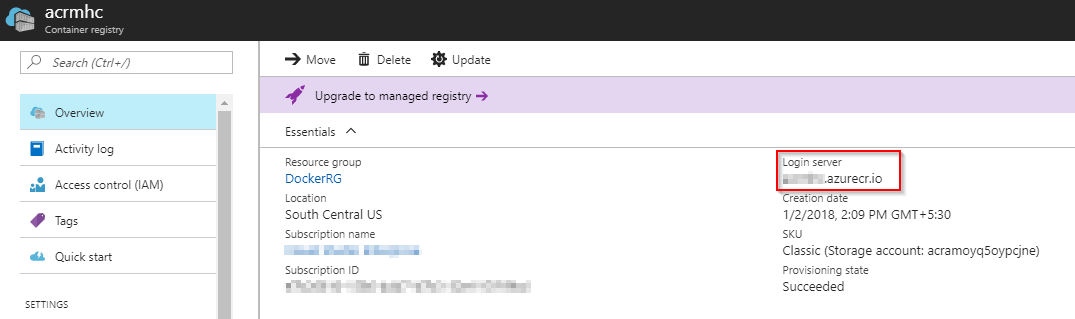 acrmhc
Container registry
Search (Ctrl+/)
Move
Delete
Update
Upgrade to managed registry
Overview
Essentials
Activity log
Access control (IAM)
Tags
Quick start
SETTINGS
Resource group
DockerRG
Location
South Central US
Subscription name
Subscription ID
Login server
.azurecr.io
Creation date
1/2/2018, 2:09 PM GMT+5:30
SKU
Classic (Storage account: acramoyq5oypcjne)
Provisioning state
Succeeded